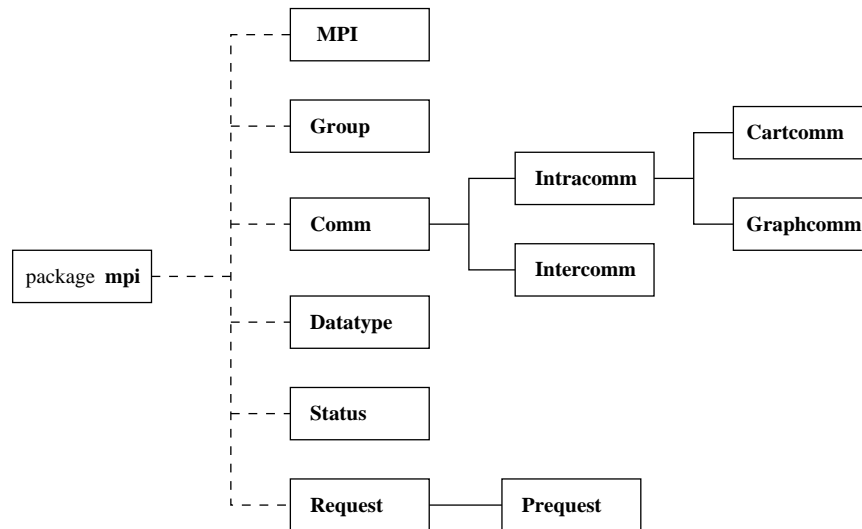 MPI
Group
Cartcomm
Intracomm
Comm
Graphcomm
package mpi
Intercomm
Datatype
Status
Request
Prequest